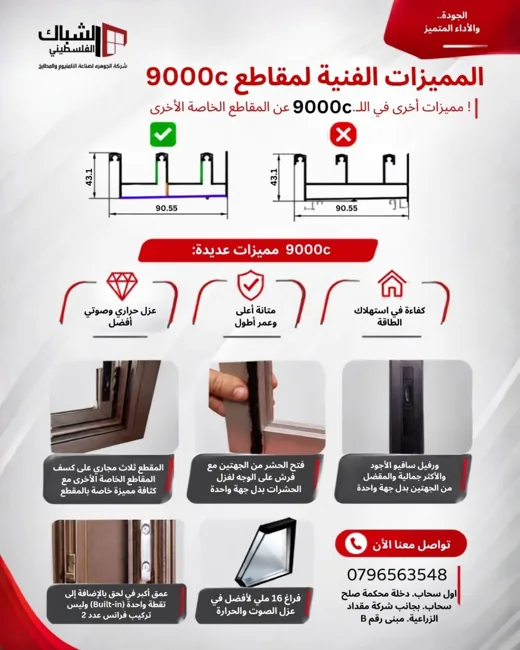 الجودة..
والأداء المتميز
الشباك
الفلسطيني
شركة الجوهره لصناعة الالمنيوم والمطابخ
المميزات الفنية لمقاطع 9000c
! مميزات أخرى في اللـ..9000c عن المقاطع الخاصة الأخرى
43.1
90.55
43.1
90.55
9000c مميزات عديدة:
كفاءة في استهلاك
الطاقة
متانة أعلى
وعمر أطول
عزل حراري وصوتي
أفضل
ورفيل سافيو الأجود
والأكثر جمالية والمفضل
من الجهتين بدل جهة واحدة
فتح الحشر من الجهتين مع
فرش على الوجه لغزل
الحشرات بدل جهة واحدة
المقطع ثلاث مجاري على كسف
المقاطع الخاصة الأخرى مع
كثافة مميزة خاصة بالمقطع
تواصل معنا الأن
0796563548
اول سحاب. دخلة محكمة صلح
سحاب. بجانب شركة مقداد
الزراعية. مبنى رقم B
فراغ 16 ملي لأفضل في
عزل الصوت والحرارة
عمق أكبر في لحق بالإضافة إلى
نقطة واحدة (Built-in) وليس
تركيب فرانس عدد 2